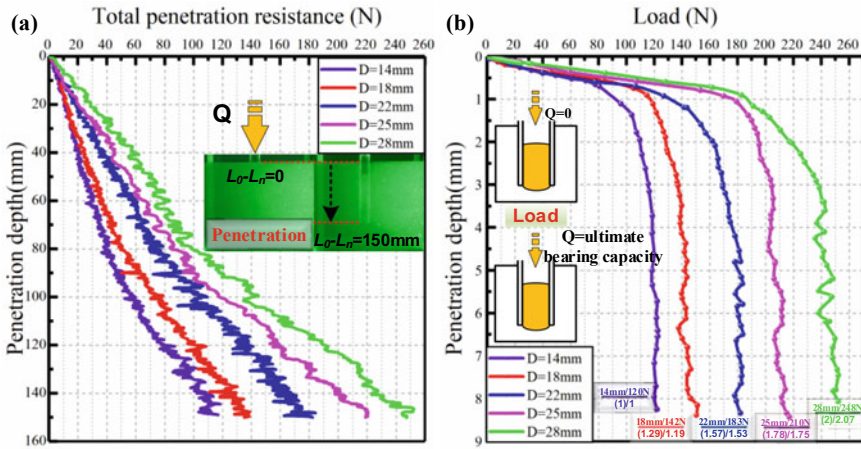 (a)
Total penetration resistance (N)
0 20 40 60 80 100 120 140 160 180 200 220 240 260
Penetration depth(mm)
0
20
40
60
80
100
120
140
160
D=14mm
D=18mm
D=22mm
D=25mm
D=28mm
Q
L0-Ln=0
Penetration
L0-Ln=150mm
(b)
Load (N)
0 20 40 60 80 100 120 140 160 180 200 220 240 260
Penetration depth(mm)
0
1
2
3
4
5
6
7
8
9
Q=0
Load
Q=ultimate
bearing capacity
D=14mm
D=18mm
D=22mm
D=25mm
D=28mm
14mm/120N
(1)/1
18mm/142N
(1.29)/1.19
22mm/183N
(1.57)/1.53
25mm/210N
(1.78)/1.75
28mm/248N
(2)/2.07